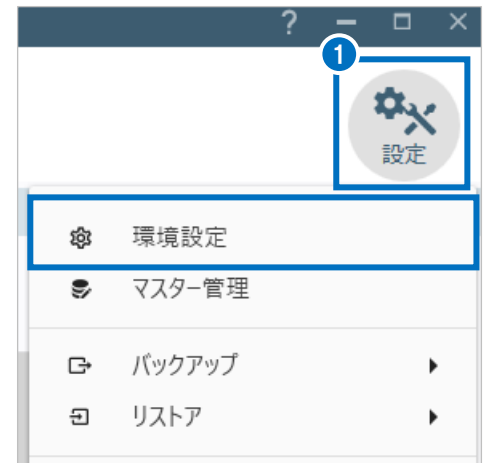 ?
1
設定
環境設定
マスター管理
バックアップ
リストア